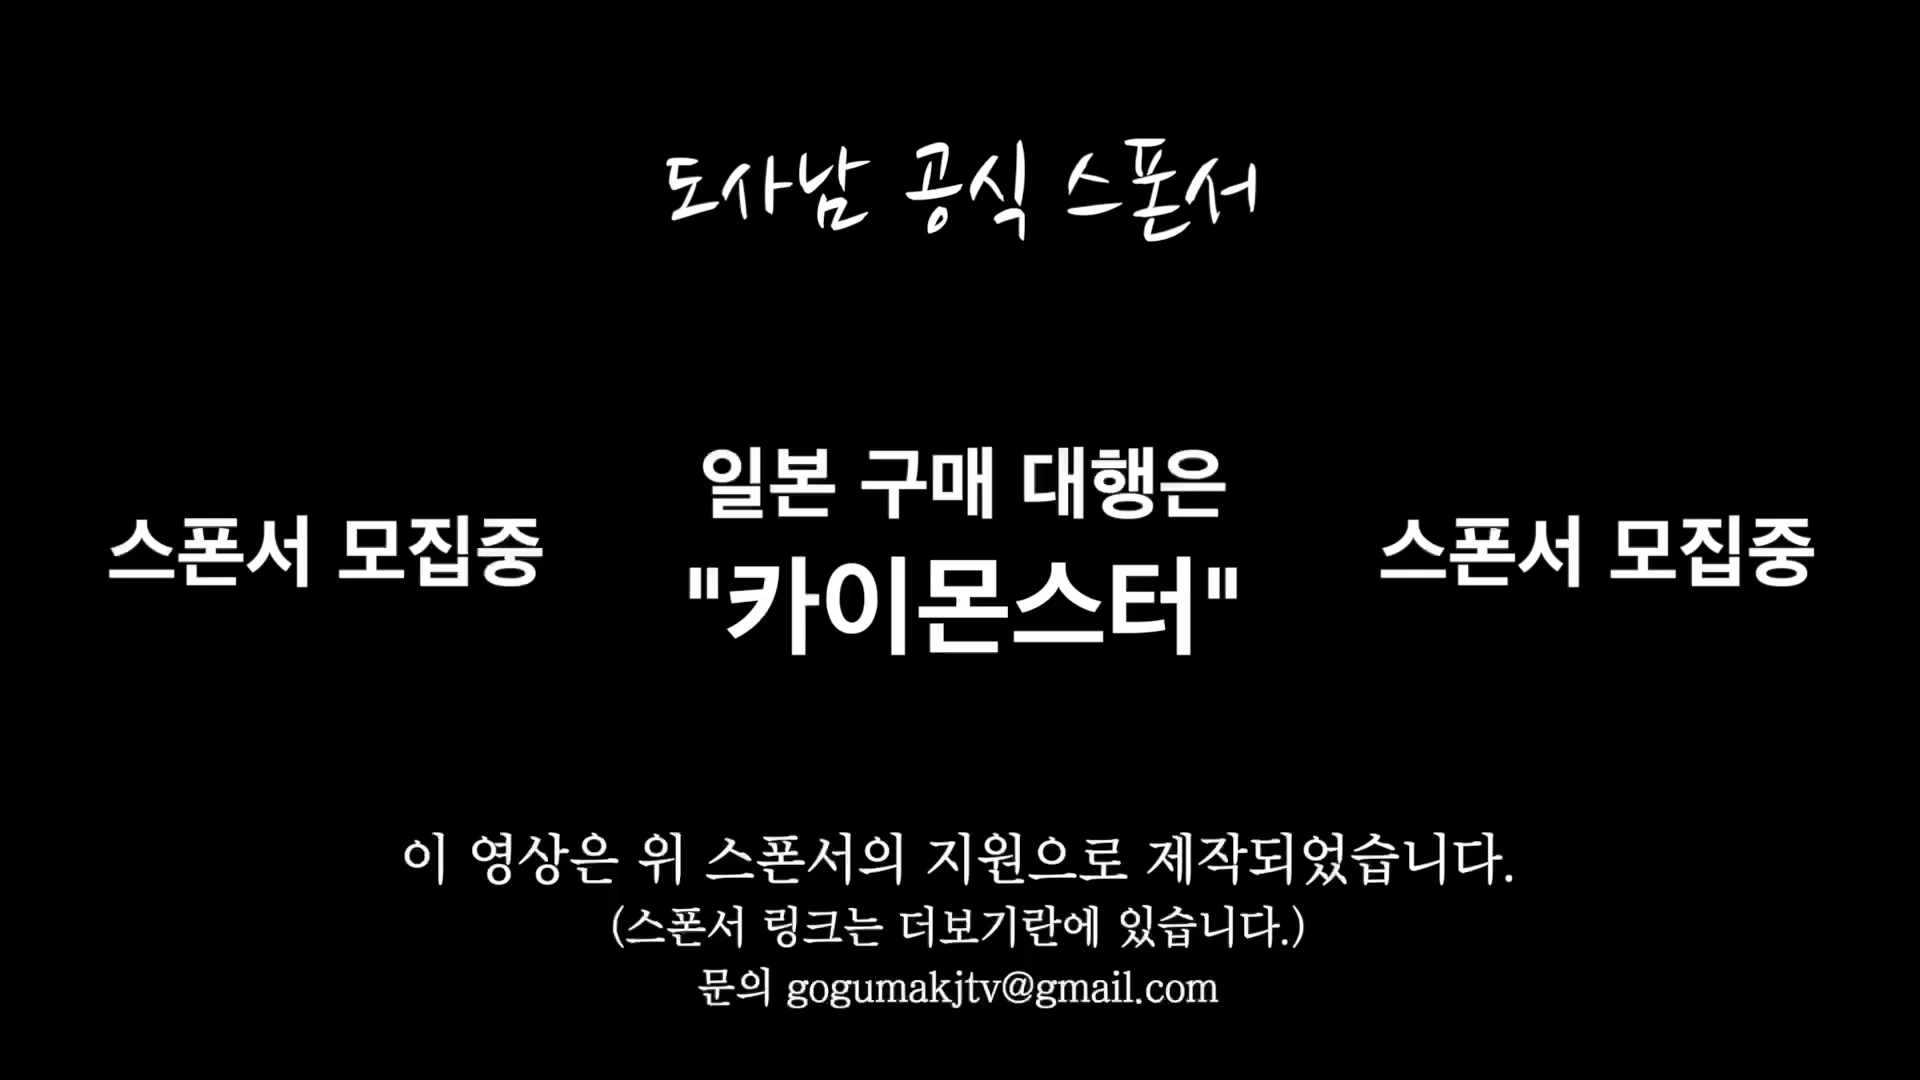 도사남 공식 스폰서
스폰서 모집중
일본 구매 대행은
"카이몬스터"
스폰서 모집중
이 영상은 위 스폰서의 지원으로 제작되었습니다.
(스폰서 링크는 더보기란에 있습니다.)
문의 gogumakjtv@gmail.com